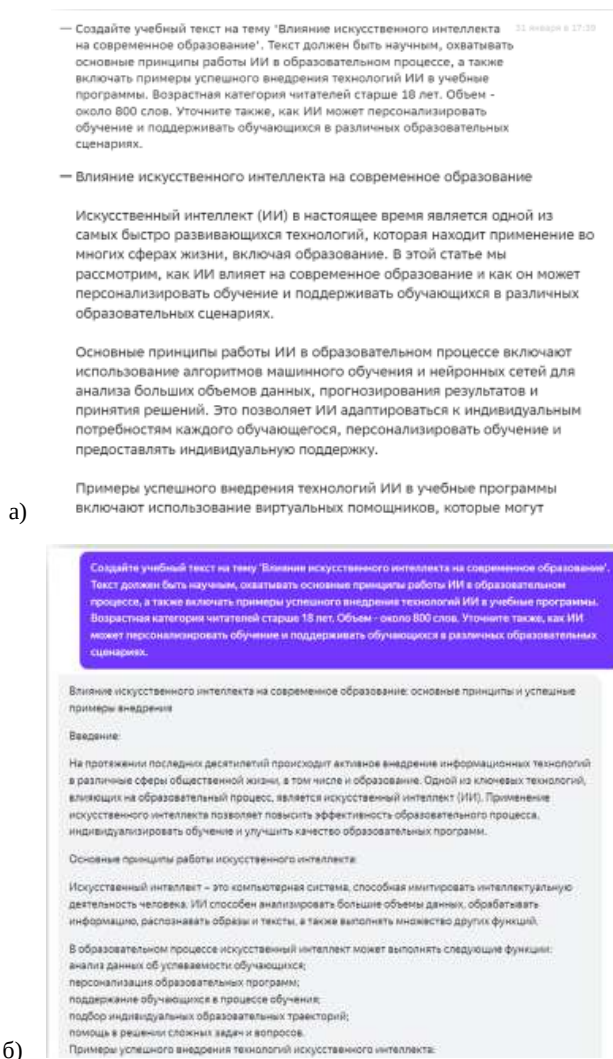 — Создайте учебный текст на тему 'Влияние искусственного интеллекта 31 января в 17:39
на современное образование'. Текст должен быть научным, охватывать
основные принципы работы ИИ в образовательном процессе, а также
включать примеры успешного внедрения технологий ИИ в учебные
программы. Возрастная категория читателей старше 18 лет. Объем -
около 800 слов. Уточните также, как ИИ может персонализировать
обучение и поддерживать обучающихся в различных образовательных
сценариях.
— Влияние искусственного интеллекта на современное образование
Искусственный интеллект (ИИ) в настоящее время является одной из
самых быстро развивающихся технологий, которая находит применение во
многих сферах жизни, включая образование. В этой статье мы
рассмотрим, как ИИ влияет на современное образование и как он может
персонализировать обучение и поддерживать обучающихся в различных
образовательных сценариях.
Основные принципы работы ИИ в образовательном процессе включают
использование алгоритмов машинного обучения и нейронных сетей для
анализа больших объемов данных, прогнозирования результатов и
принятия решений. Это позволяет ИИ адаптироваться к индивидуальным
потребностям каждого обучающегося, персонализировать обучение и
предоставлять индивидуальную поддержку.
Примеры успешного внедрения технологий ИИ в учебные программы
включают использование виртуальных помощников, которые могут
а)
Создайте учебный текст на тему 'Влияние искусственного интеллекта на современное образование'.
Текст должен быть научным, охватывать основные принципы работы ИИ в образовательном
процессе, а также включать примеры успешного внедрения технологий ИИ в учебные программы.
Возрастная категория читателей старше 18 лет. Объем - около 800 слов. Уточните также, как ИИ
может персонализировать обучение и поддерживать обучающихся в различных образовательных
сценариях.
Влияние искусственного интеллекта на современное образование: основные принципы и успешные
примеры внедрения
Введение:
На протяжении последних десятилетий происходит активное внедрение информационных технологий
в различные сферы общественной жизни, в том числе и образование. Одной из ключевых технологий,
влияющих на образовательный процесс, является искусственный интеллект (ИИ). Применение
искусственного интеллекта позволяет повысить эффективность образовательного процесса,
индивидуализировать обучение и улучшить качество образовательных программ.
Основные принципы работы искусственного интеллекта:
Искусственный интеллект – это компьютерная система, способная имитировать интеллектуальную
деятельность человека. ИИ способен анализировать большие объемы данных, обрабатывать
информацию, распознавать образы и тексты, а также выполнять множество других функций.
В образовательном процессе искусственный интеллект может выполнять следующие функции:
анализ данных об успеваемости обучающихся;
персонализация образовательных программ;
поддержание обучающихся в процессе обучения;
подбор индивидуальных образовательных траекторий;
помощь в решении сложных задач и вопросов.
Примеры успешного внедрения технологий искусственного интеллекта:
б)